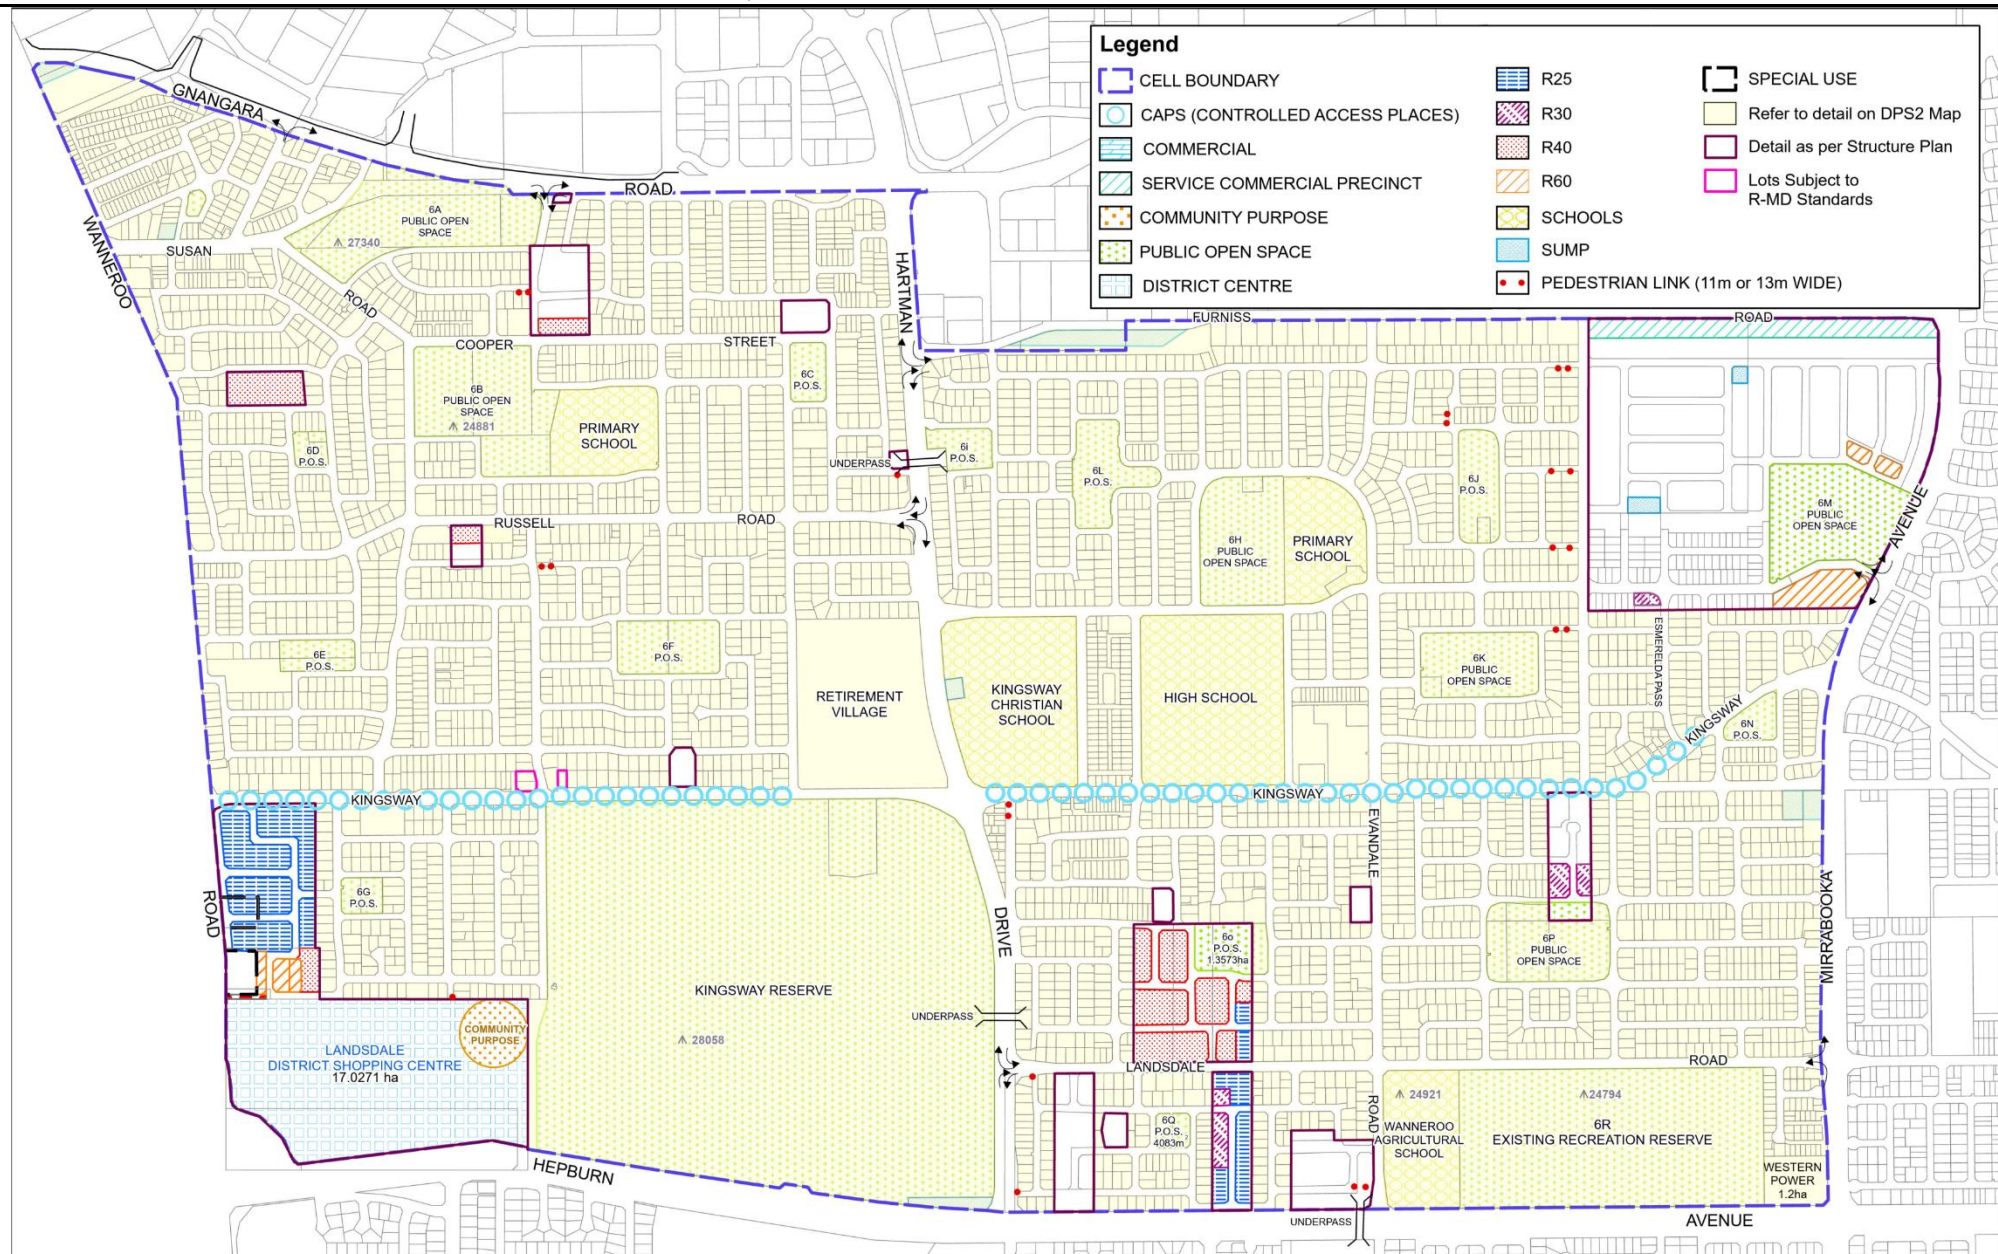 Legend
CELL BOUNDARY
CAPS (CONTROLLED ACCESS PLACES)
COMMERCIAL
SERVICE COMMERCIAL PRECINCT
COMMUNITY PURPOSE
PUBLIC OPEN SPACE
DISTRICT CENTRE
R25
R30
R40
R60
SCHOOLS
SUMP
PEDESTRIAN LINK (11m or 13m WIDE)
SPECIAL USE
Refer to detail on DPS2 Map
Detail as per Structure Plan
Lots Subject to
R-MD Standards
GNANGARA
ROAD
WANNEROO
SUSAN
ROAD
6A
PUBLIC OPEN
SPACE
27340
HARTMAN
FURNISS
ROAD
COOPER
STREET
6B
PUBLIC OPEN
SPACE
24881
PRIMARY
SCHOOL
6C
P.O.S.
6D
P.O.S.
UNDERPASS
6i
P.O.S.
6L
P.O.S.
6J
P.O.S.
6M
PUBLIC
OPEN SPACE
AVENUE
RUSSELL
ROAD
6H
PUBLIC
OPEN SPACE
PRIMARY
SCHOOL
6E
P.O.S.
6F
P.O.S.
RETIREMENT
VILLAGE
KINGSWAY
CHRISTIAN
SCHOOL
HIGH SCHOOL
6K
PUBLIC
OPEN SPACE
ESMERELDA PASS
KINGSWAY
6N
P.O.S.
KINGSWAY
KINGSWAY
EVANDALE
ROAD
6G
P.O.S.
DRIVE
6o
P.O.S.
1.3573ha
6P
PUBLIC
OPEN SPACE
MIRRABOOKA
KINGSWAY RESERVE
28058
UNDERPASS
COMMUNITY
PURPOSE
LANDSDALE
DISTRICT SHOPPING CENTRE
17.0271 ha
LANDSDALE
ROAD
6Q
P.O.S.
4083m²
ROAD
24921
WANNEROO
AGRICULTURAL
SCHOOL
24794
6R
EXISTING RECREATION RESERVE
WESTERN
POWER
1.2ha
HEPBURN
UNDERPASS
AVENUE